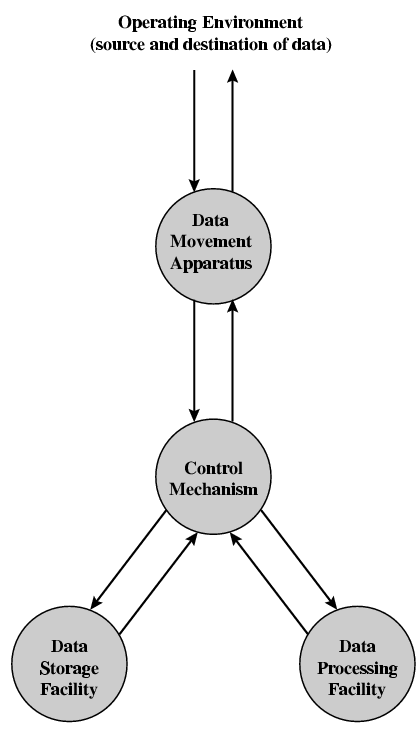 Operating Environment
(source and destination of data)
Data
Movement
Apparatus
Control
Mechanism
Data
Storage
Facility
Data
Processing
Facility